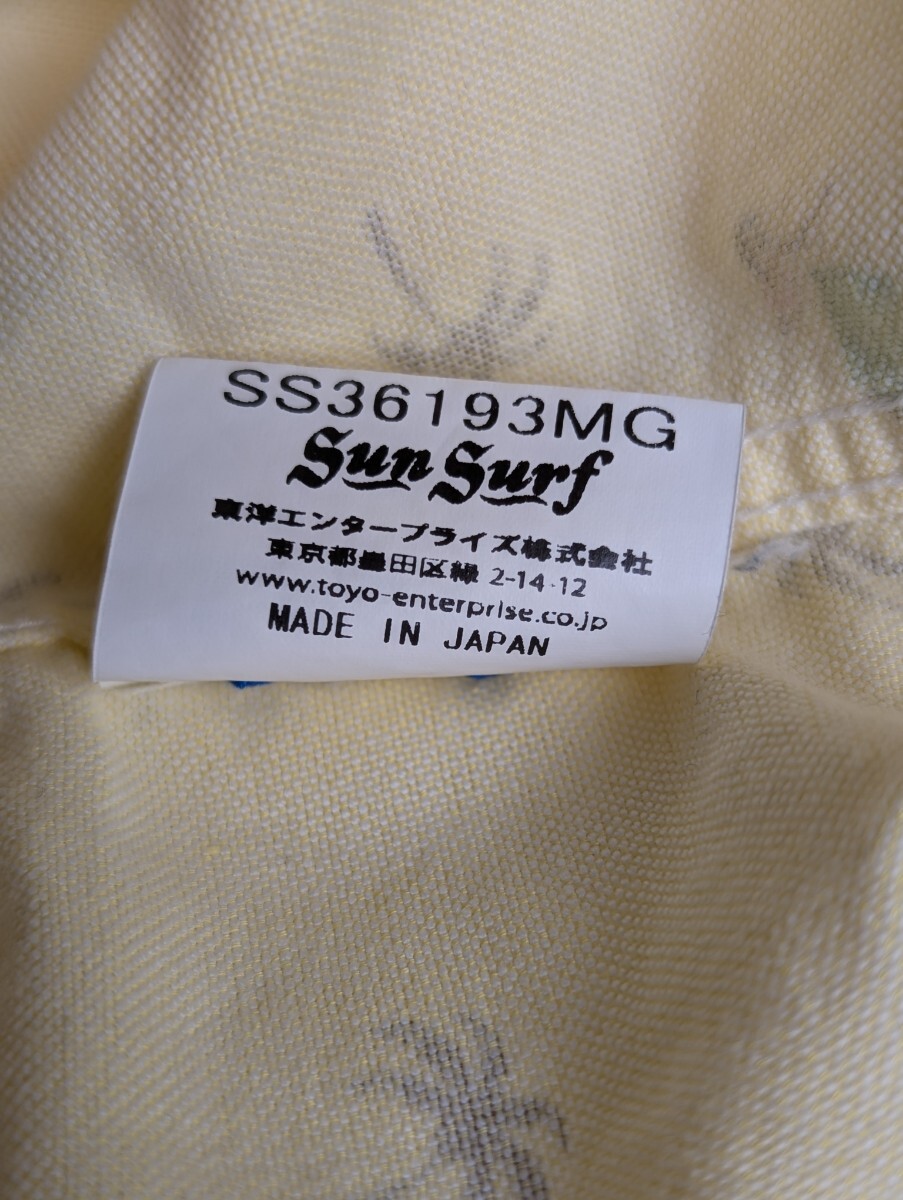 SS36193MG
Sun Surf
東洋エンタープライズ株式会社
東京都墨田区緑 2-14-12
www.toyo-enterprise.co.jp
MADE IN JAPAN